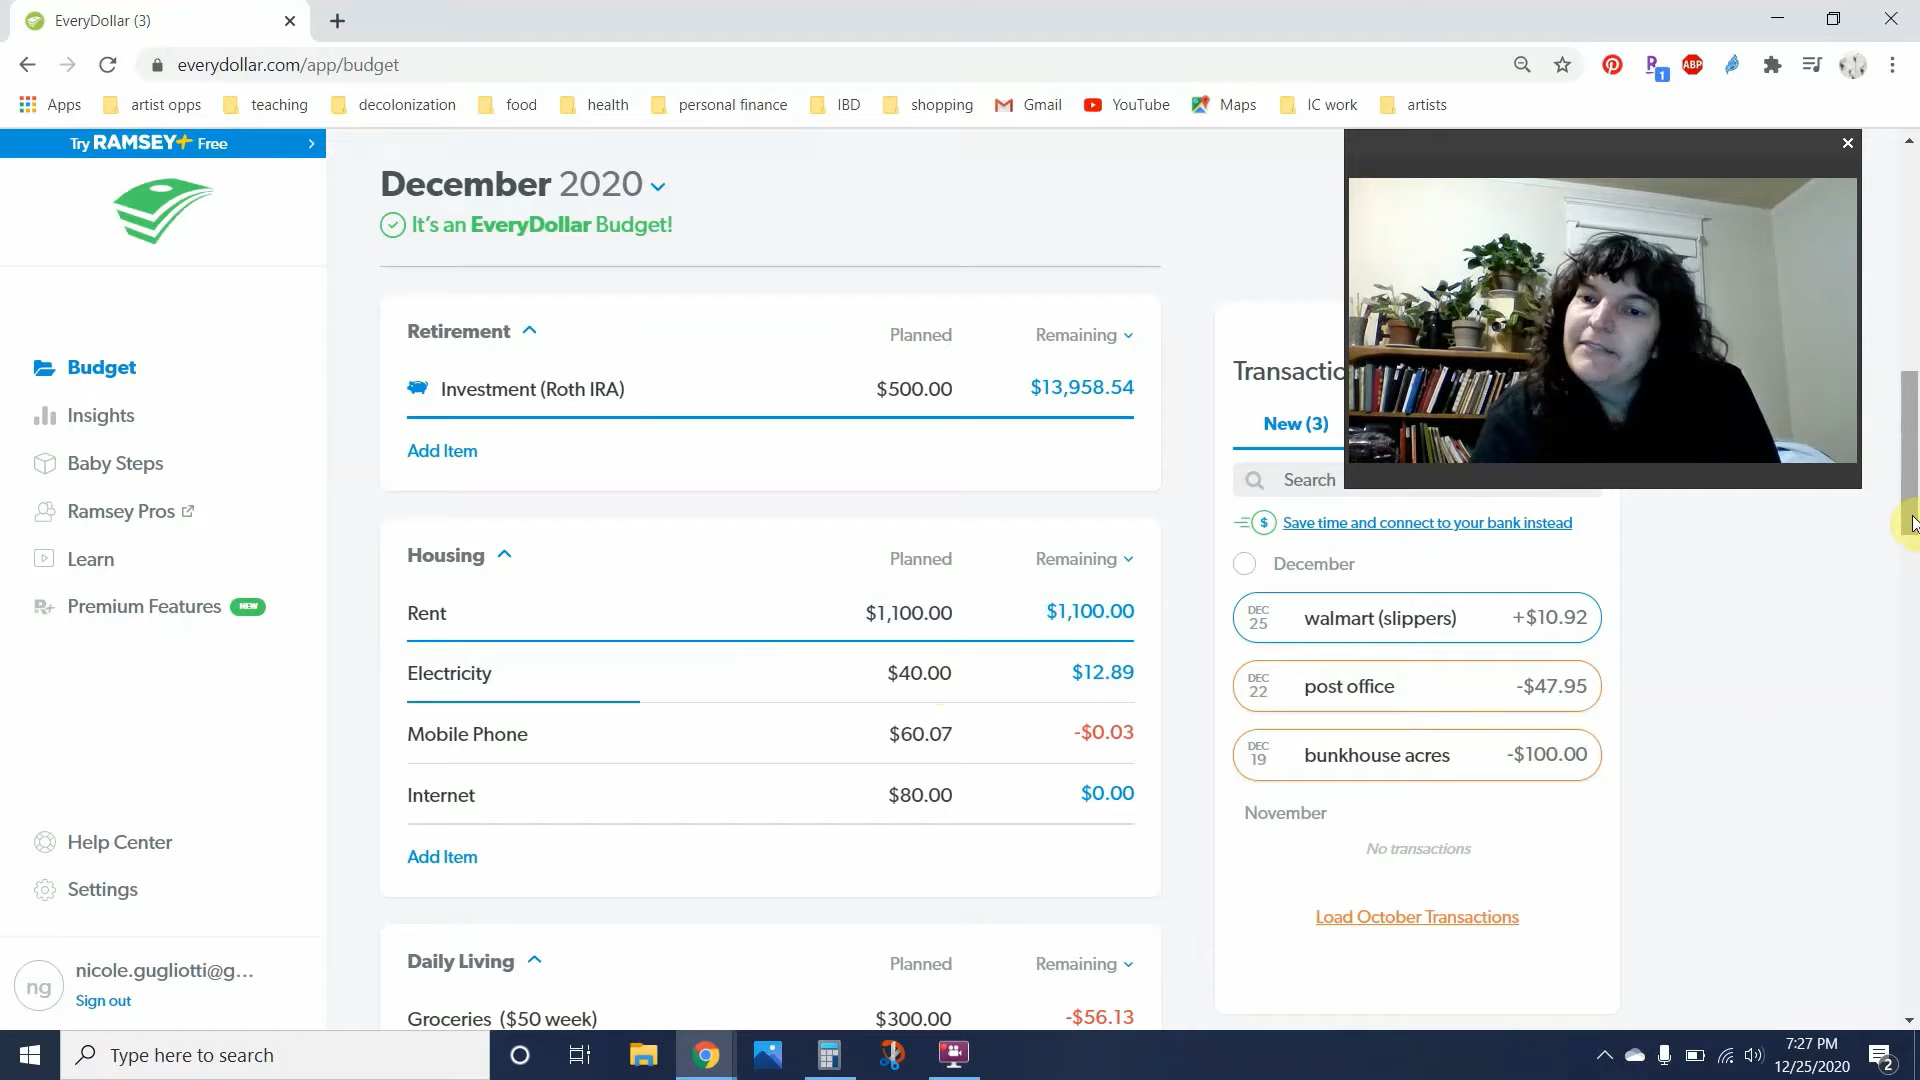 EveryDollar (3)
everydollar.com/app/budget
Apps artist opps teaching decolonization food health personal finance IBD shopping Gmail YouTube Maps IC work artists
ABP
1
Try RAMSEY+ Free
December 2020
It's an EveryDollar Budget!
Budget
Insights
Baby Steps
Ramsey Pros
Learn
R+ Premium Features NEW
Help Center
Settings
ng nicole.gugliotti@g...
Sign out
Retirement Planned Remaining
Investment (Roth IRA) $500.00 $13,958.54
Add Item
Housing Planned Remaining
Rent $1,100.00 $1,100.00
Electricity $40.00 $12.89
Mobile Phone $60.07 -$0.03
Internet $80.00 $0.00
Add Item
Daily Living Planned Remaining
Groceries ($50 week) $300.00 -$56.13
Transactio
New (3)
Search
$ Save time and connect to your bank instead
December
DEC 25 walmart (slippers) +$10.92
DEC 22 post office -$47.95
DEC 19 bunkhouse acres -$100.00
November
No transactions
Load October Transactions
Type here to search
7:27 PM
12/25/2020
2